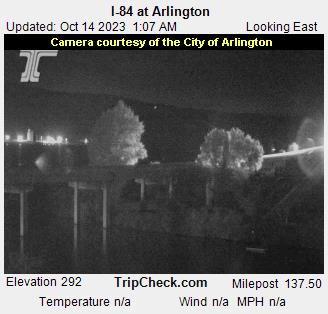 I-84 at Arlington
Updated: Oct 14 2023 1:07 AM Looking East
Camera courtesy of the City of Arlington
Elevation 292 TripCheck.com Milepost 137.50
Temperature n/a Wind n/a MPH n/a